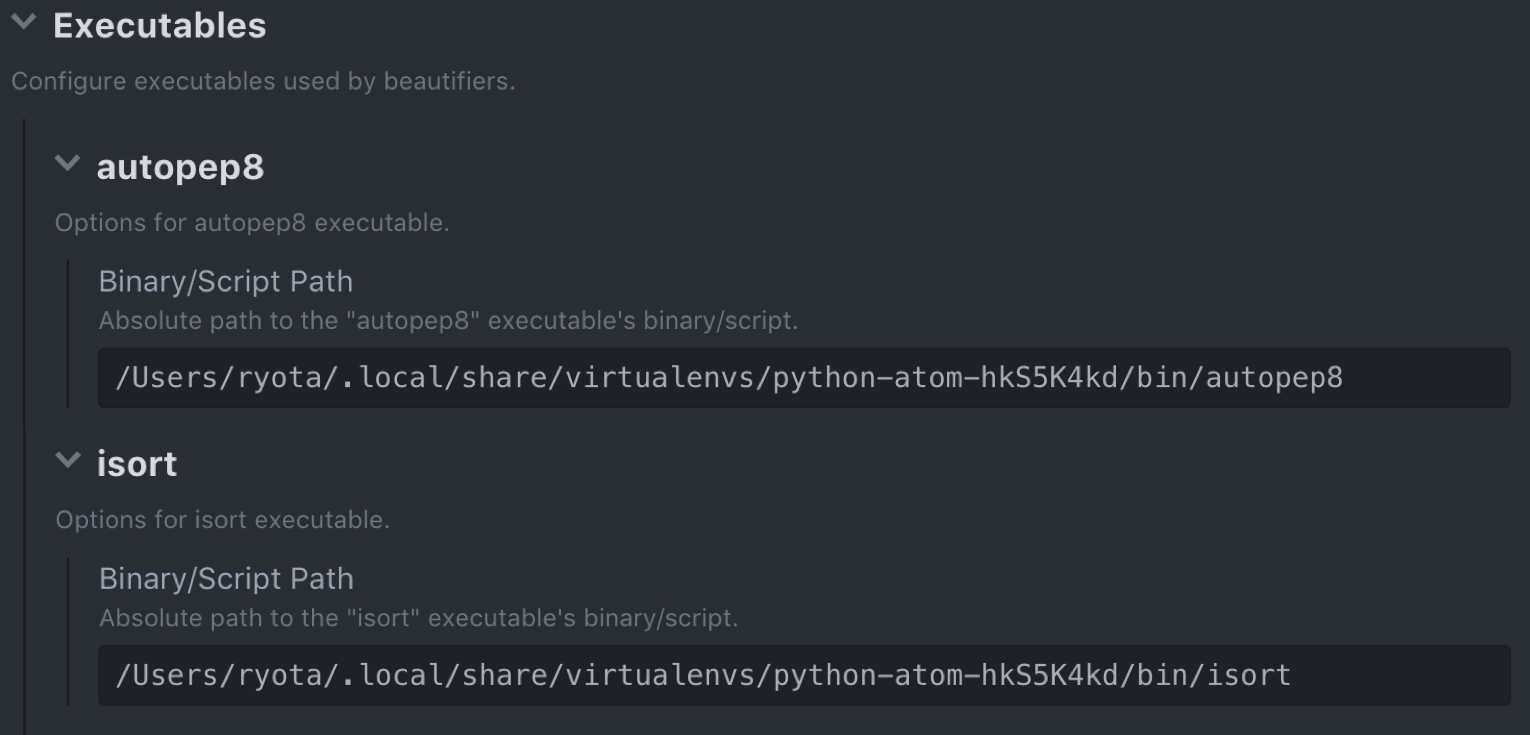 Executables
Configure executables used by beautifiers.
autopep8
Options for autopep8 executable.
Binary/Script Path
Absolute path to the "autopep8" executable's binary/script.
/Users/ryota/.local/share/virtualenvs/python-atom-hkS5K4kd/bin/autopep8
isort
Options for isort executable.
Binary/Script Path
Absolute path to the "isort" executable's binary/script.
/Users/ryota/.local/share/virtualenvs/python-atom-hkS5K4kd/bin/isort